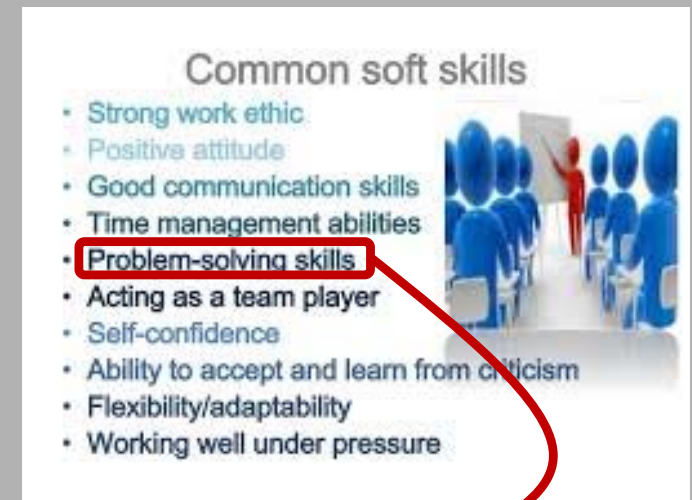 Common soft skills
• Strong work ethic
• Positive attitude
• Good communication skills
• Time management abilities
• Problem-solving skills
• Acting as a team player
• Self-confidence
• Ability to accept and learn from criticism
• Flexibility/adaptability
• Working well under pressure